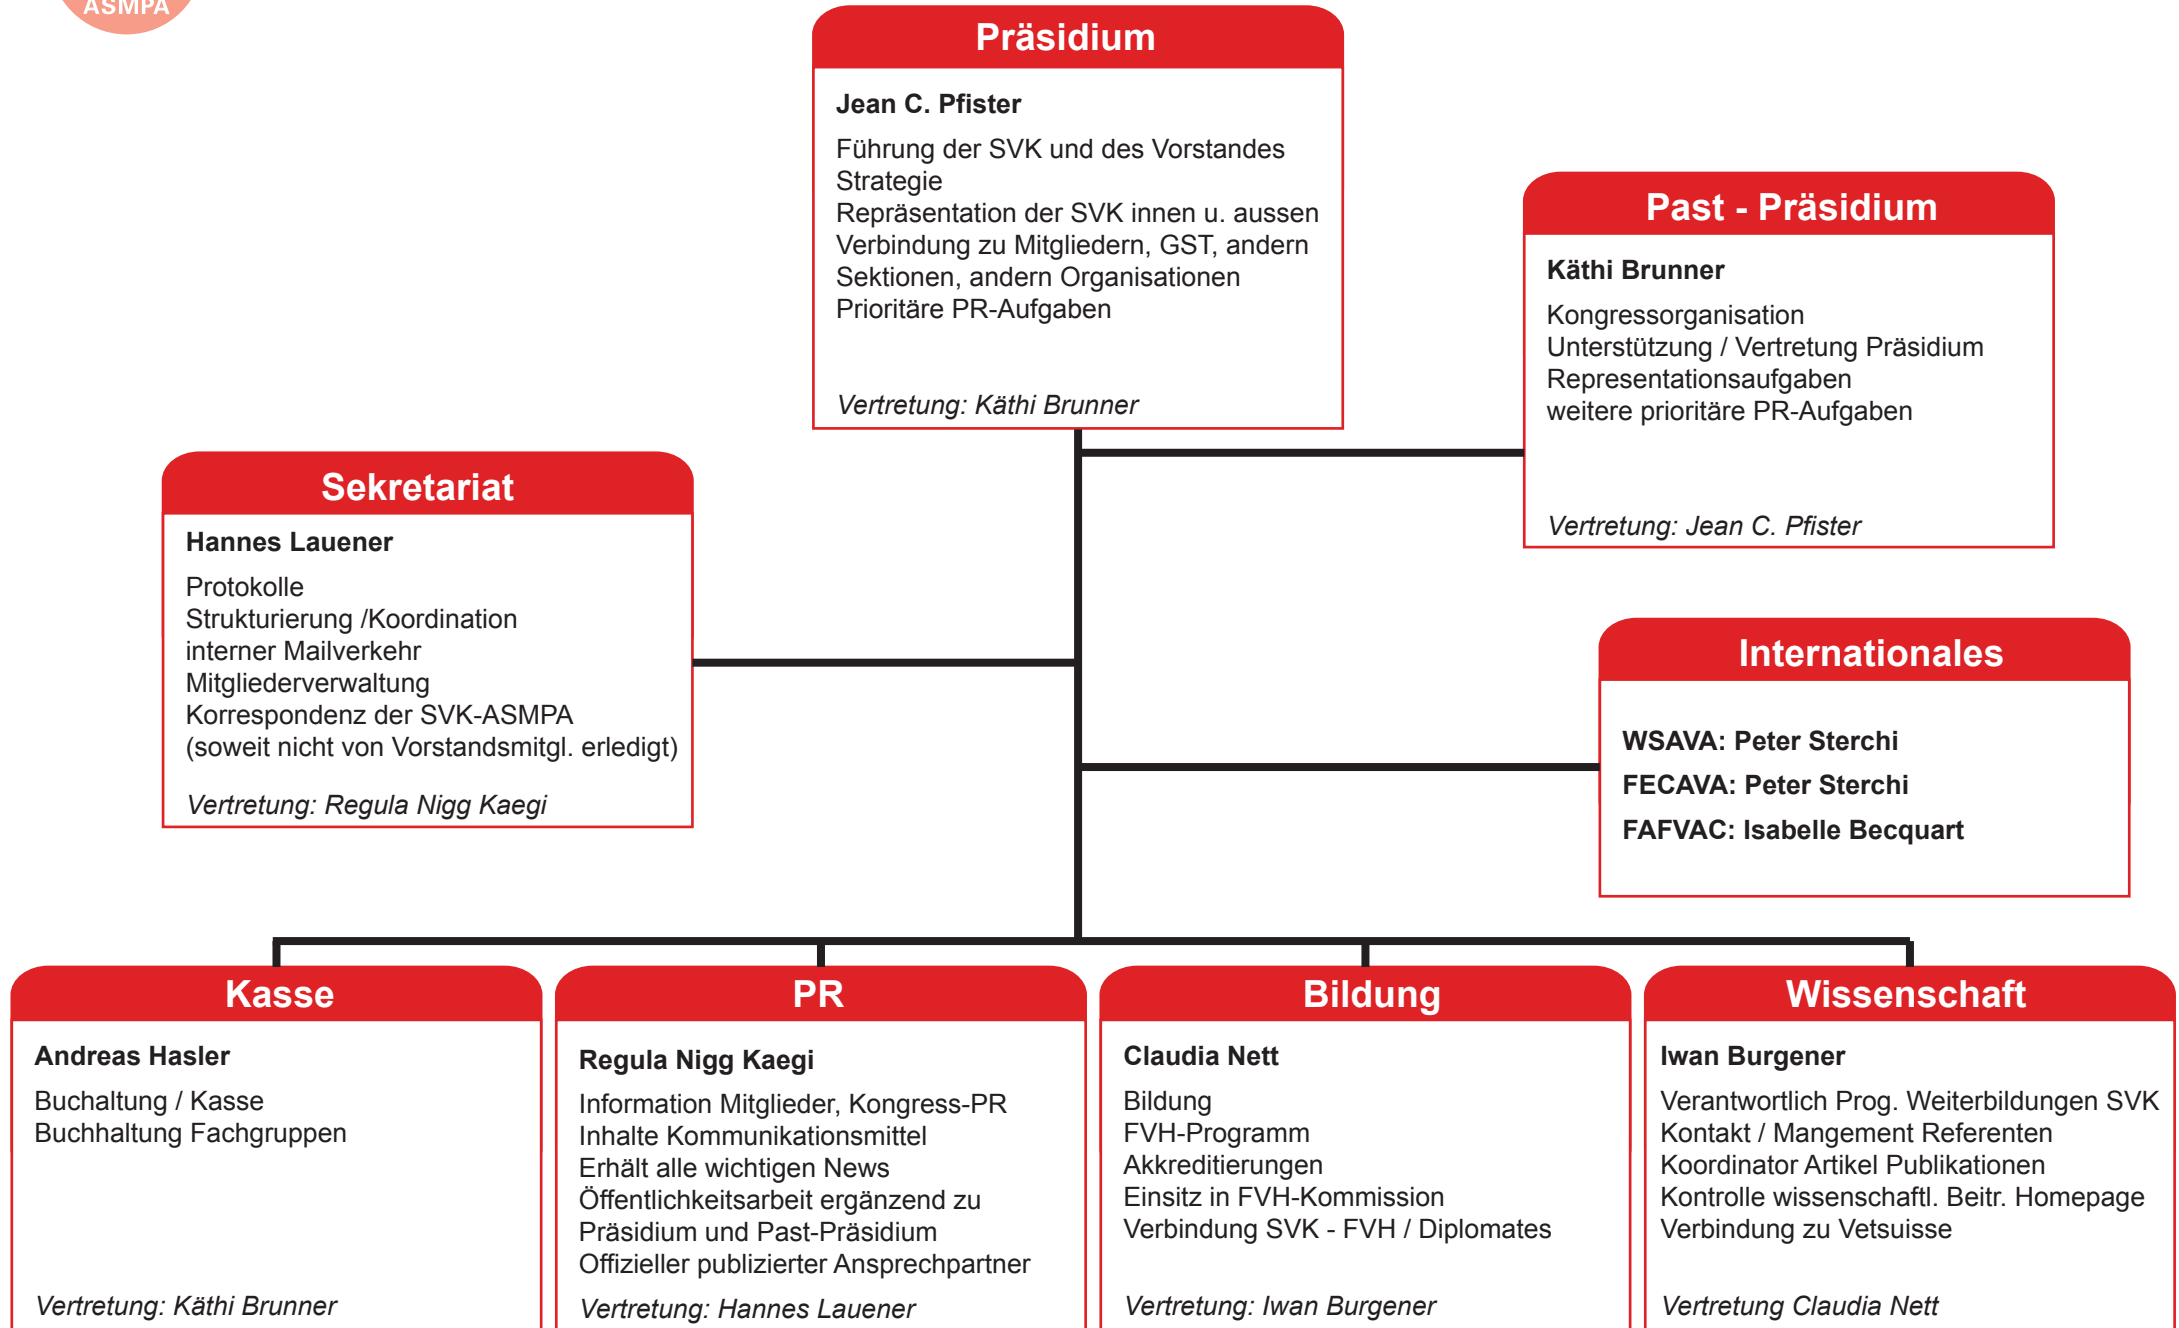 ASMPA
Präsidium
Jean C. Pfister
Führung der SVK und des Vorstandes
Strategie
Repräsentation der SVK innen u. aussen
Verbindung zu Mitgliedern, GST, andern
Sektionen, andern Organisationen
Prioritäre PR-Aufgaben
Vertretung: Käthi Brunner
Past - Präsidium
Käthi Brunner
Kongressorganisation
Unterstützung / Vertretung Präsidium
Representationsaufgaben
weitere prioritäre PR-Aufgaben
Vertretung: Jean C. Pfister
Sekretariat
Hannes Lauener
Protokolle
Strukturierung /Koordination
interner Mailverkehr
Mitgliederverwaltung
Korrespondenz der SVK-ASMPA
(soweit nicht von Vorstandsmitgl. erledigt)
Vertretung: Regula Nigg Kaegi
Internationales
WSAVA: Peter Sterchi
FECAVA: Peter Sterchi
FAFVAC: Isabelle Becquart
Kasse
Andreas Hasler
Buchaltung / Kasse
Buchhaltung Fachgruppen
Vertretung: Käthi Brunner
PR
Regula Nigg Kaegi
Information Mitglieder, Kongress-PR
Inhalte Kommunikationsmittel
Erhält alle wichtigen News
Öffentlichkeitsarbeit ergänzend zu
Präsidium und Past-Präsidium
Offizieller publizierter Ansprechpartner
Vertretung: Hannes Lauener
Bildung
Claudia Nett
Bildung
FVH-Programm
Akkreditierungen
Einsitz in FVH-Kommission
Verbindung SVK - FVH / Diplomates
Vertretung: Iwan Burgener
Wissenschaft
Iwan Burgener
Verantwortlich Prog. Weiterbildungen SVK
Kontakt / Mangement Referenten
Koordinator Artikel Publikationen
Kontrolle wissenschaftl. Beitr. Homepage
Verbindung zu Vetsuisse
Vertretung Claudia Nett